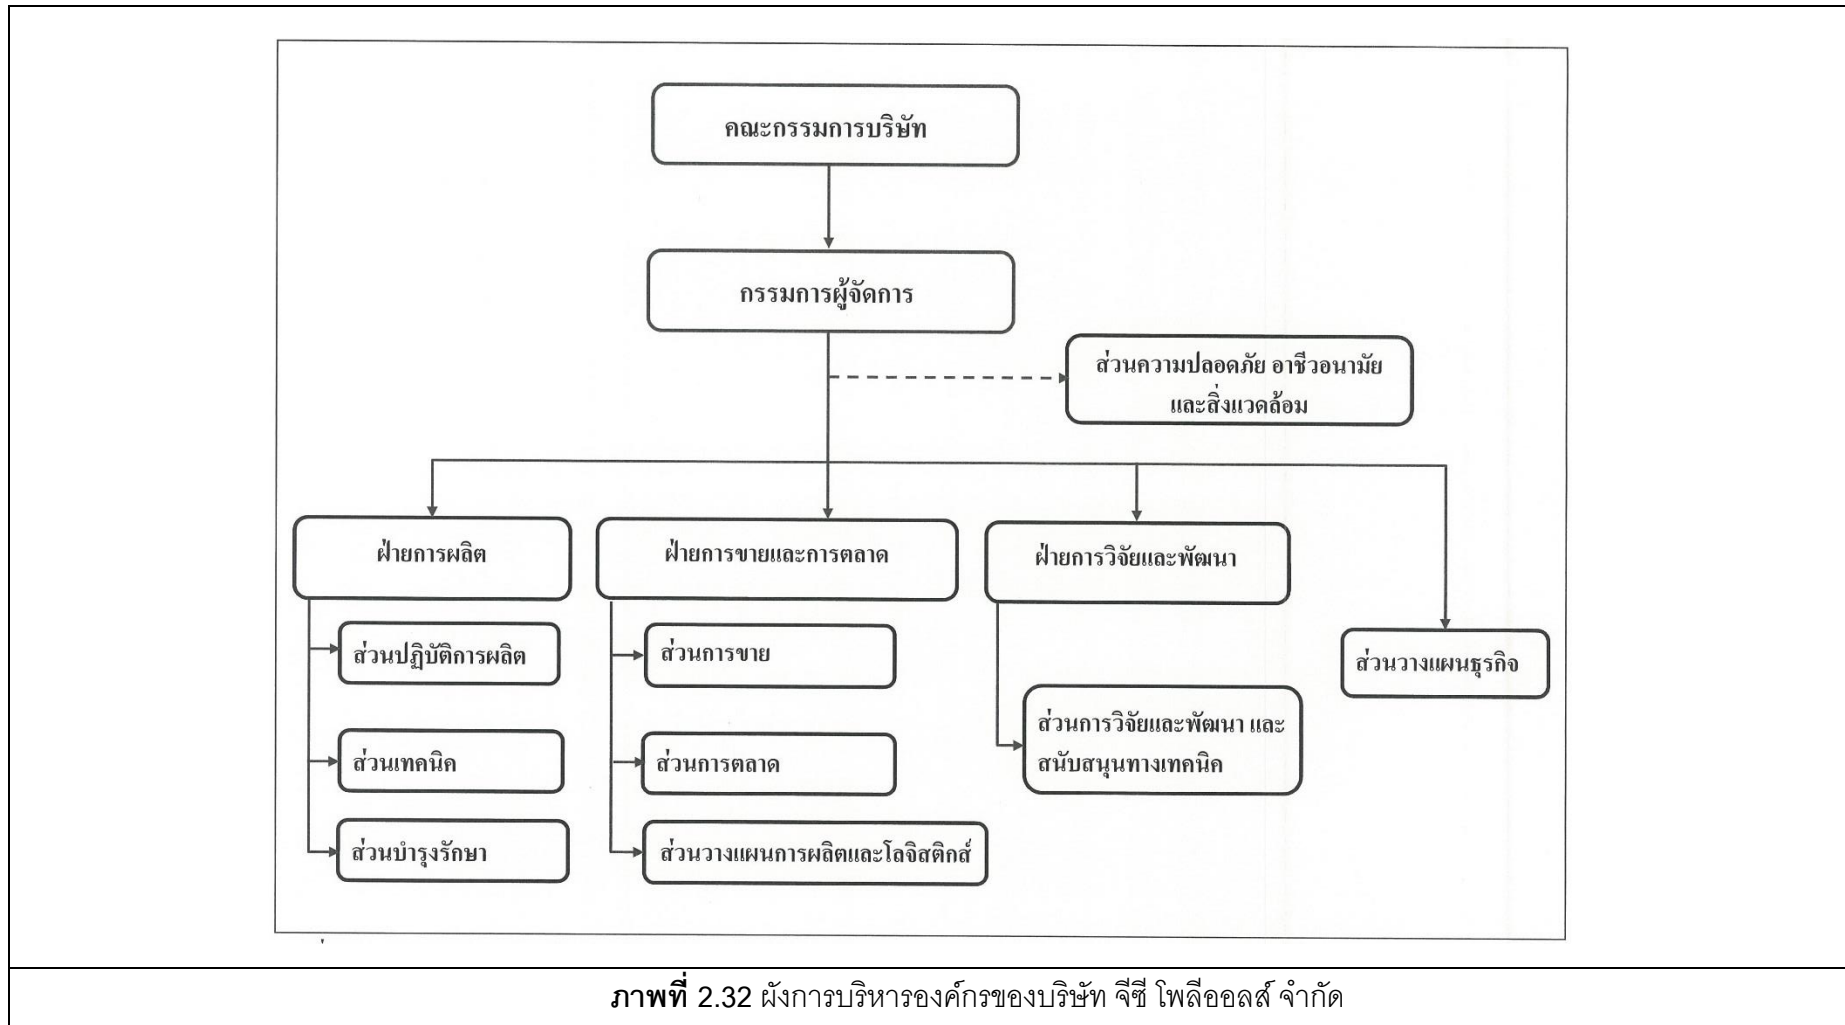 คณะกรรมการบริษัท
กรรมการผู้จัดการ
ส่วนความปลอดภัย อาชีวอนามัย
และสิ่งแวดล้อม
ฝ่ายการผลิต
ฝ่ายการขายและการตลาด
ฝ่ายการวิจัยและพัฒนา
ส่วนปฏิบัติการผลิต
ส่วนการขาย
ส่วนวางแผนธุรกิจ
ส่วนการวิจัยและพัฒนา และ
สนับสนุนทางเทคนิค
ส่วนเทคนิค
ส่วนการตลาด
ส่วนบำรุงรักษา
ส่วนวางแผนการผลิตและโลจิสติกส์
ภาพที่ 2.32 ผังการบริหารองค์กรของบริษัท จีซี โพลีออลส์ จำกัด